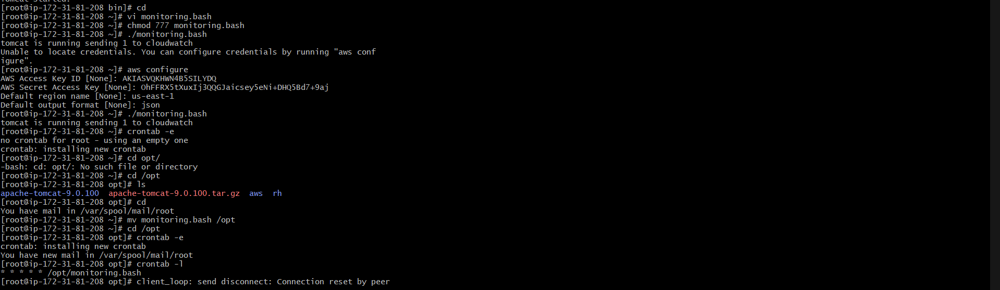 Tomcat started.
[root@ip-172-31-81-208 bin]# cd
[root@ip-172-31-81-208 ~]# vi monitoring.bash
[root@ip-172-31-81-208 ~]# chmod 777 monitoring.bash
[root@ip-172-31-81-208 ~]# ./monitoring.bash
tomcat is running sending 1 to cloudwatch
Unable to locate credentials. You can configure credentials by running "aws conf
igure".
[root@ip-172-31-81-208 ~]# aws configure
AWS Access Key ID [None]: AKIASVQKHWN4B5SILYDQ
AWS Secret Access Key [None]: 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
Default region name [None]: us-east-1
Default output format [None]: json
[root@ip-172-31-81-208 ~]# ./monitoring.bash
tomcat is running sending 1 to cloudwatch
[root@ip-172-31-81-208 ~]# crontab -e
no crontab for root - using an empty one
crontab: installing new crontab
[root@ip-172-31-81-208 ~]# cd opt/
-bash: cd: opt/: No such file or directory
[root@ip-172-31-81-208 ~]# cd /opt
[root@ip-172-31-81-208 opt]# ls
apache-tomcat-9.0.100  apache-tomcat-9.0.100.tar.gz  aws  rh
[root@ip-172-31-81-208 opt]# cd
You have mail in /var/spool/mail/root
[root@ip-172-31-81-208 ~]# mv monitoring.bash /opt
[root@ip-172-31-81-208 ~]# cd /opt
[root@ip-172-31-81-208 opt]# crontab -e
crontab: installing new crontab
You have new mail in /var/spool/mail/root
[root@ip-172-31-81-208 opt]# crontab -l
* * * * * /opt/monitoring.bash
[root@ip-172-31-81-208 opt]# client_loop: send disconnect: Connection reset by peer